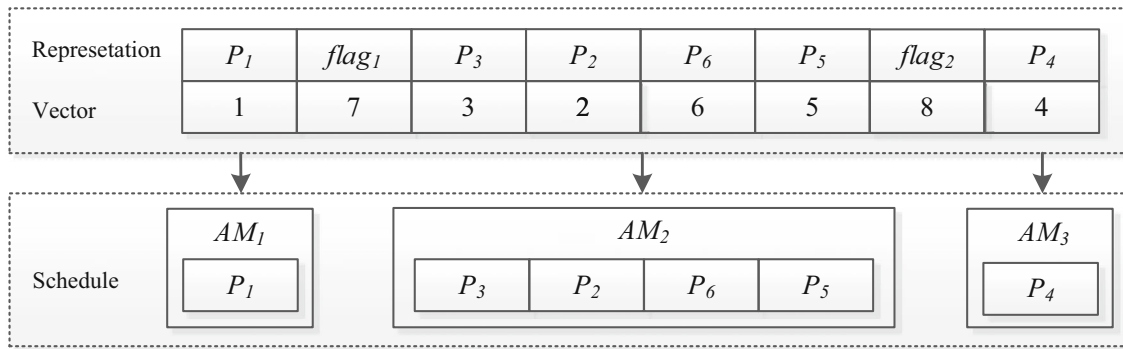 Represetation P1 flag1 P3 P2 P6 P5 flag2 P4
Vector 1 7 3 2 6 5 8 4
AM1 AM2 AM3
Schedule P1 P3 P2 P6 P5 P4